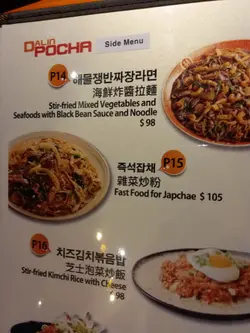 DALIN
POCHA
Side Menu
P14
해물쟁반짜장라면
海鮮炸醬拉麵
Stir-fried Mixed Vegetables and
Seafoods with Black Bean Sauce and Noodle
$ 98
P15
즉석잡채
雜菜炒粉
Fast Food for Japchae $ 105
P16
치즈김치볶음밥
芝士泡菜炒飯
Stir-fried Kimchi Rice with Cheese
$ 98